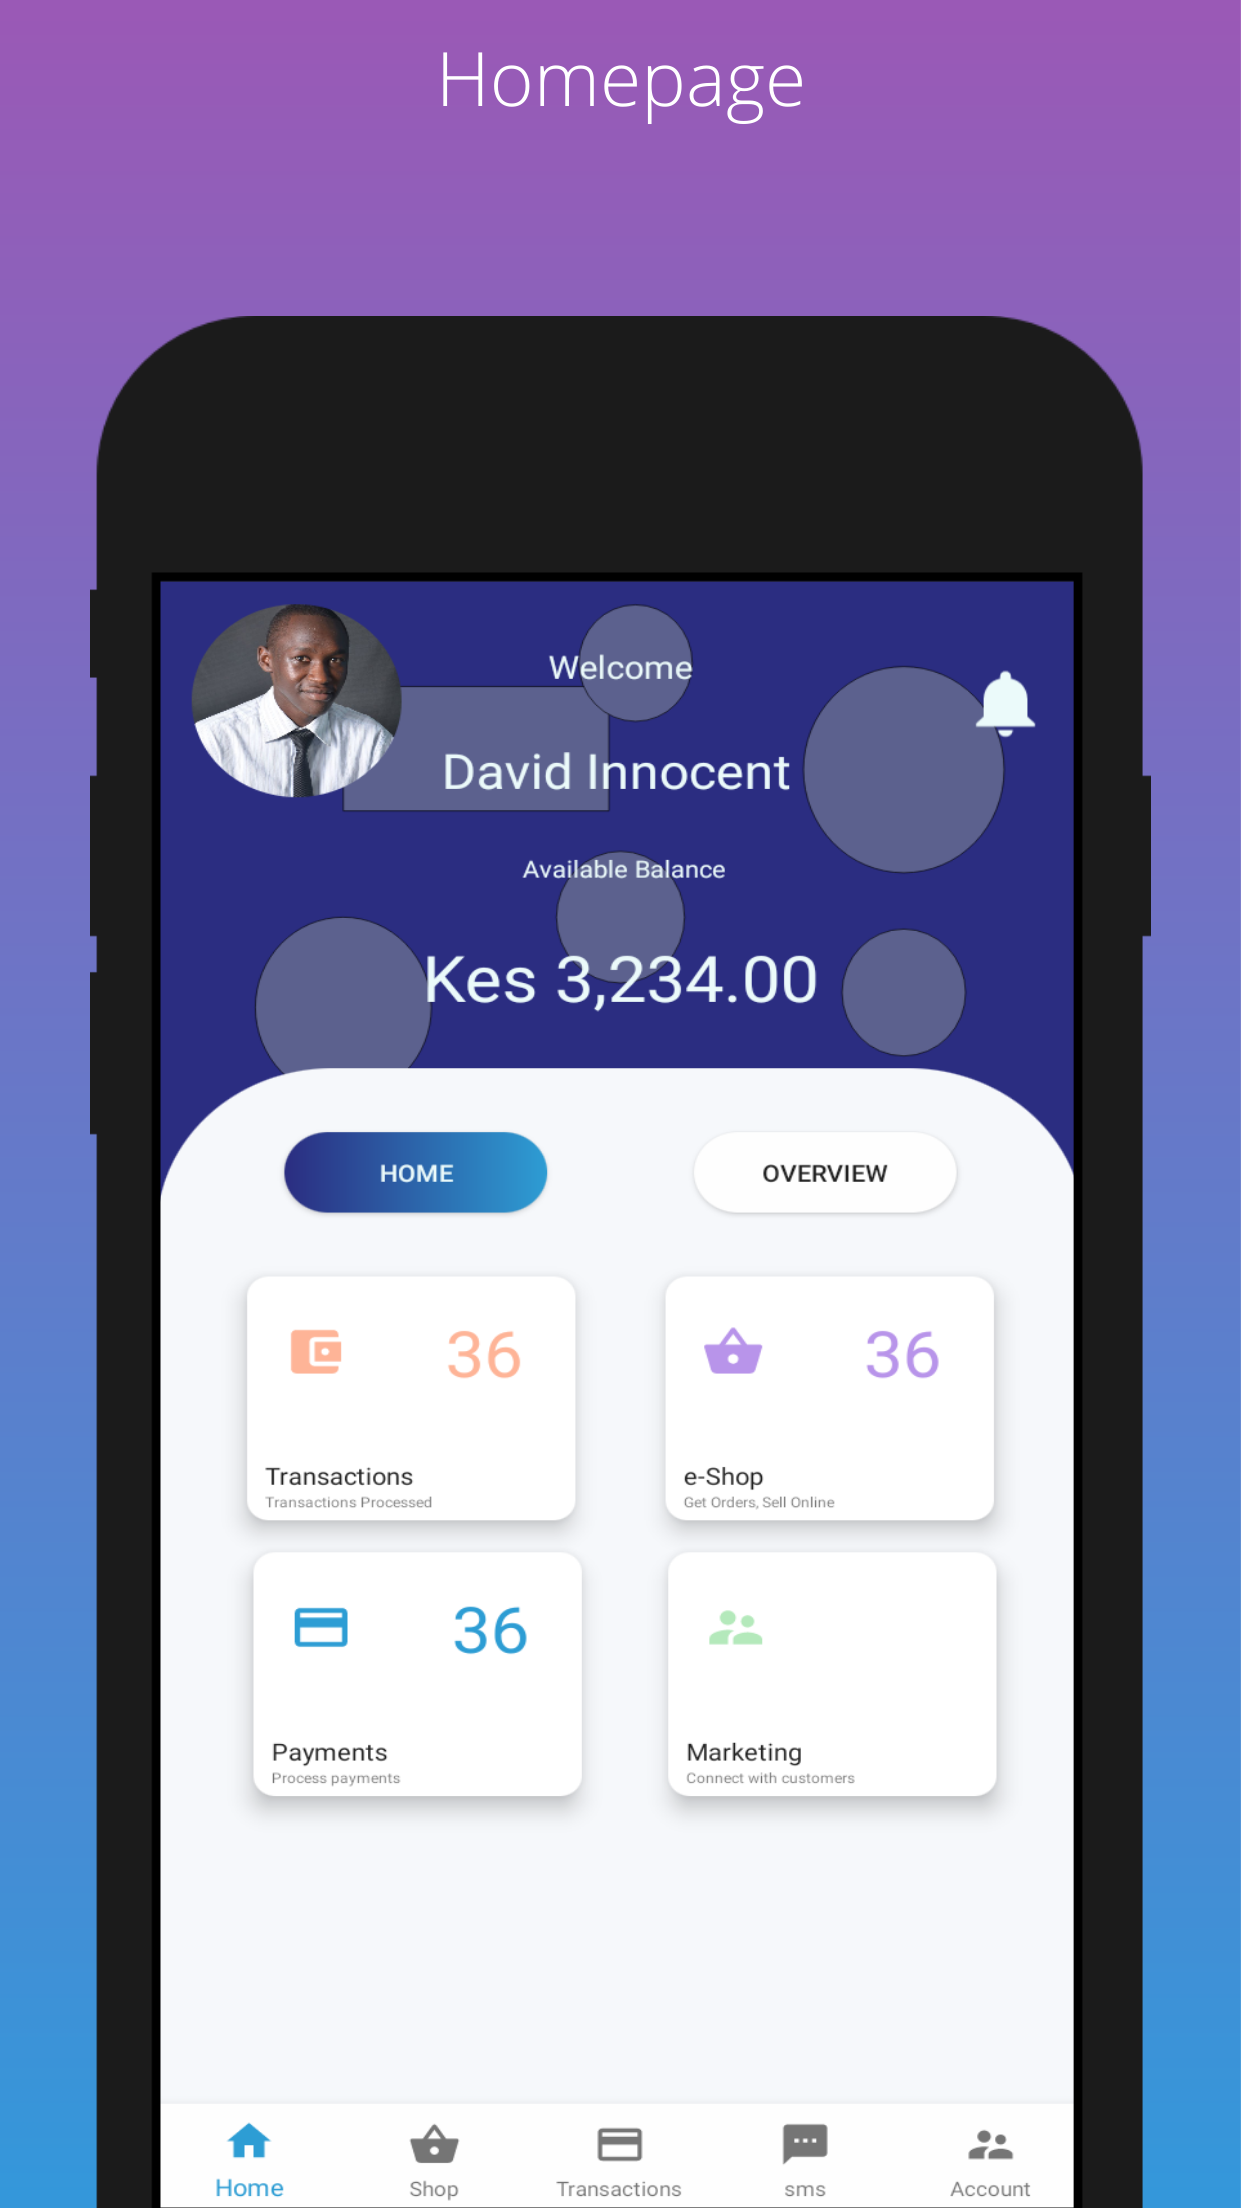 Homepage
Welcome
David Innocent
Available Balance
Kes 3,234.00
HOME
OVERVIEW
36
36
Transactions
Transactions Processed
e-Shop
Get Orders, Sell Online
36
Payments
Process payments
Marketing
Connect with customers
Home
Shop
Transactions
sms
Account